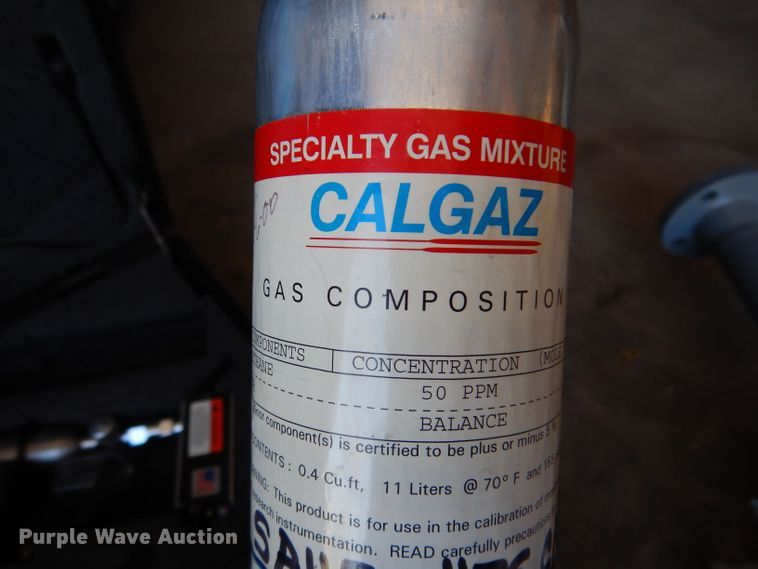 SPECIALTY GAS MIXTURE
CALGAZ
GAS COMPOSITION
CONCENTRATION
50 PPM
BALANCE
component(s) is certified to be plus or minus 5 %
0.4 Cu.ft, 11 Liters @ 70° F and
This product is for use in the calibration of
instrumentation. READ carefully
Purple Wave Auction